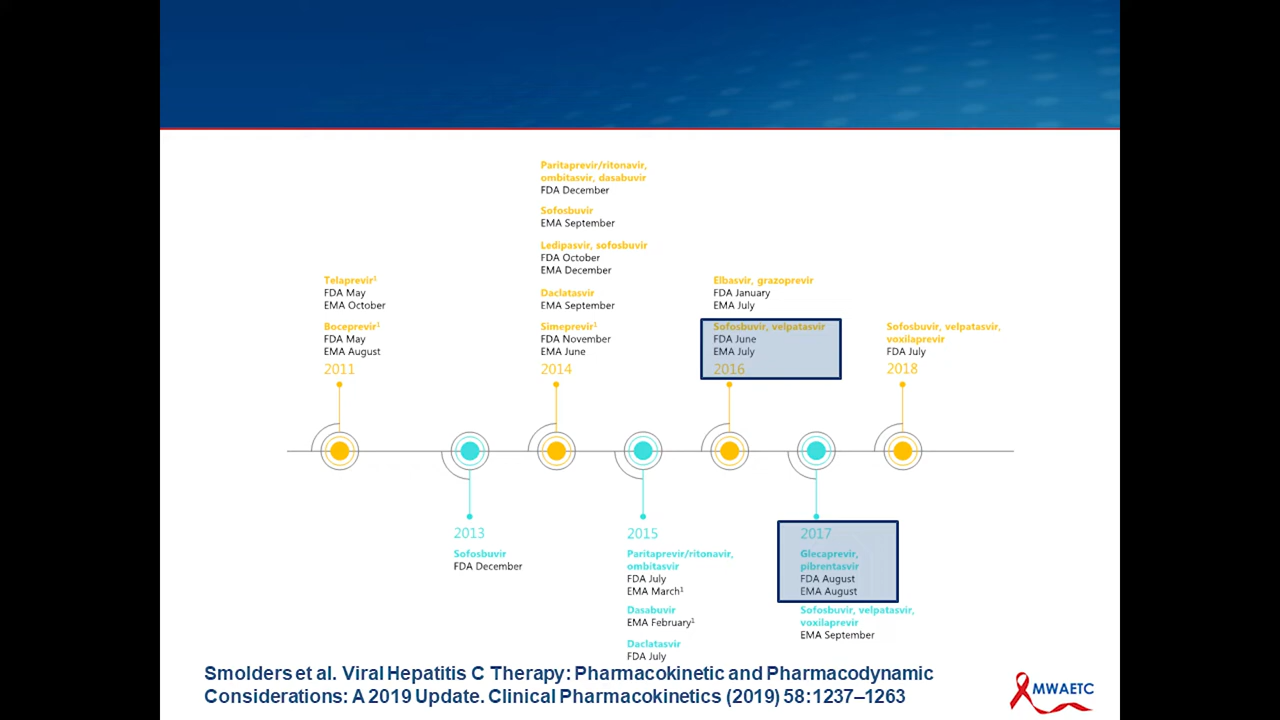 Paritaprevir/ritonavir,
ombitasvir, dasabuvir
FDA December
Sofosbuvir
EMA September
Ledipasvir, sofosbuvir
FDA October
EMA December
Telaprevir¹
FDA May
EMA October
Daclatasvir
EMA September
Elbasvir, grazoprevir
FDA January
EMA July
Boceprevir¹
FDA May
EMA August
2011
Simeprevir¹
FDA November
EMA June
2014
Sofosbuvir, velpatasvir
FDA June
EMA July
2016
Sofosbuvir, velpatasvir,
voxilaprevir
FDA July
2018
2013
Sofosbuvir
FDA December
2015
Paritaprevir/ritonavir,
ombitasvir
FDA July
EMA March¹
Dasabuvir
EMA February¹
Daclatasvir
FDA July
2017
Glecaprevir,
pibrentasvir
FDA August
EMA August
Sofosbuvir, velpatasvir,
voxilaprevir
EMA September
Smolders et al. Viral Hepatitis C Therapy: Pharmacokinetic and Pharmacodynamic
Considerations: A 2019 Update. Clinical Pharmacokinetics (2019) 58:1237–1263
MWAETC